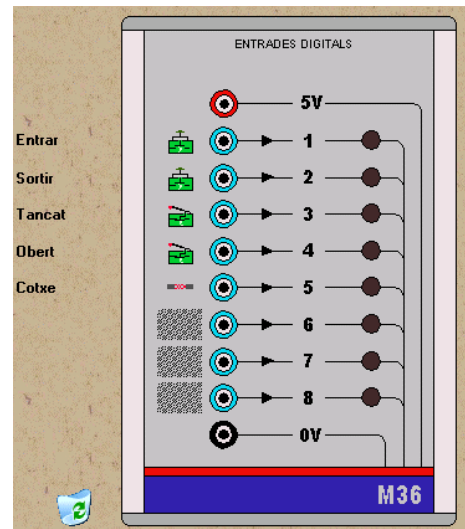 ENTRADES DIGITALS
5V
Entrar 1
Sortir 2
Tancat 3
Obert 4
Cotxe 5
6
7
8
0V
M36